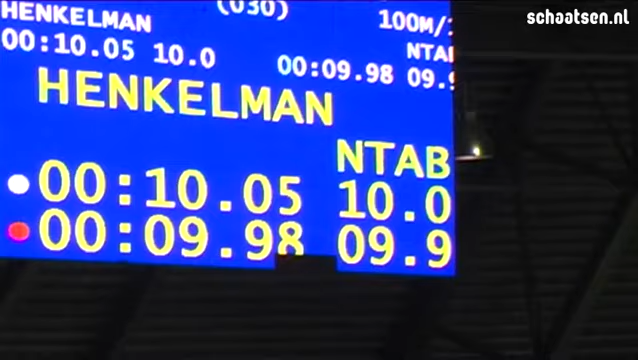 schaatsen.nl
HENKELMAN (030) 100M/
NTAB
00:10.05 10.0 00:09.98 09.9
HENKELMAN
NTAB
00:10.05 10.0
00:09.98 09.9